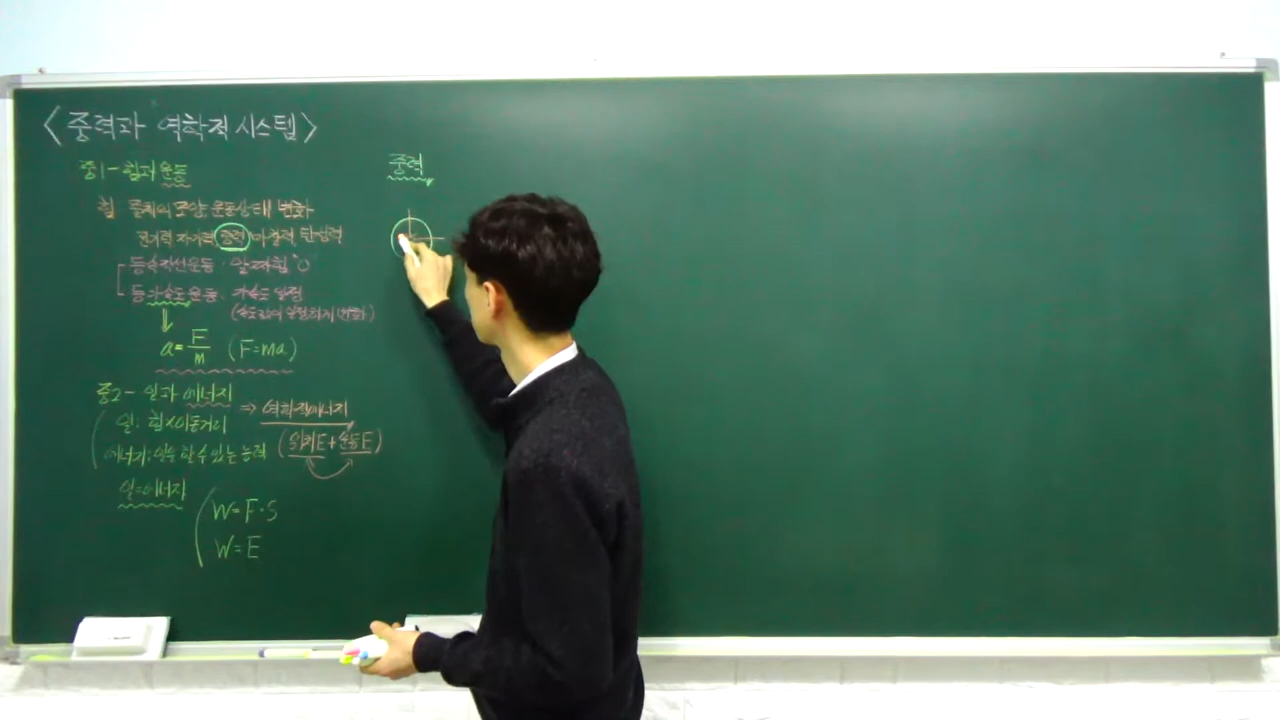 <중력과 역학적 시스템>
중1 - 힘과 운동
힘 물체의 모양, 운동상태 변화
전기력 자기력 중력 마찰력, 탄성력
등속직선운동 : 알짜힘 0
등가속도 운동 : 가속도 일정
(속도가 일정하게 변화)
a = F/m (F=ma)
중2 - 일과 에너지
⇒ 역학적에너지
일 : 힘×이동거리
(위치E + 운동E)
에너지 : 일을 할 수 있는 능력
일=에너지
W=F·S
W=E
중력